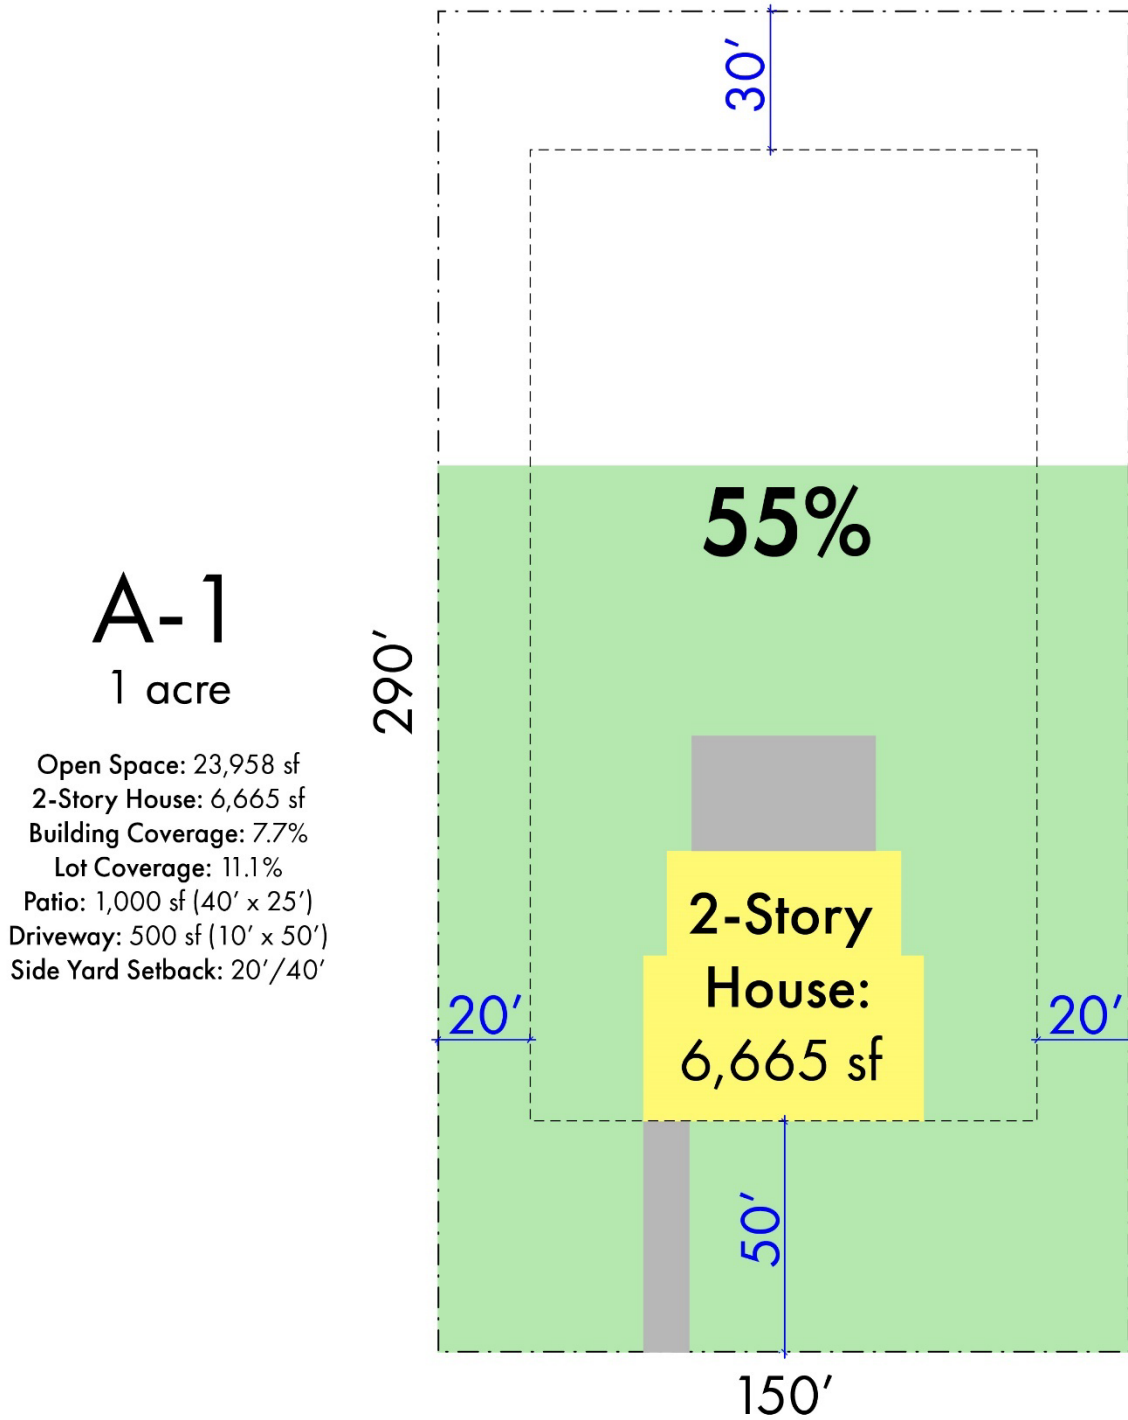 30’
55%
A-1
1 acre
290’
Open Space: 23,958 sf
2-Story House: 6,665 sf
Building Coverage: 7.7%
Lot Coverage: 11.1%
Patio: 1,000 sf (40’ x 25’)
Driveway: 500 sf (10’ x 50’)
Side Yard Setback: 20’/40’
2-Story
House:
6,665 sf
20’
20’
50’
150’